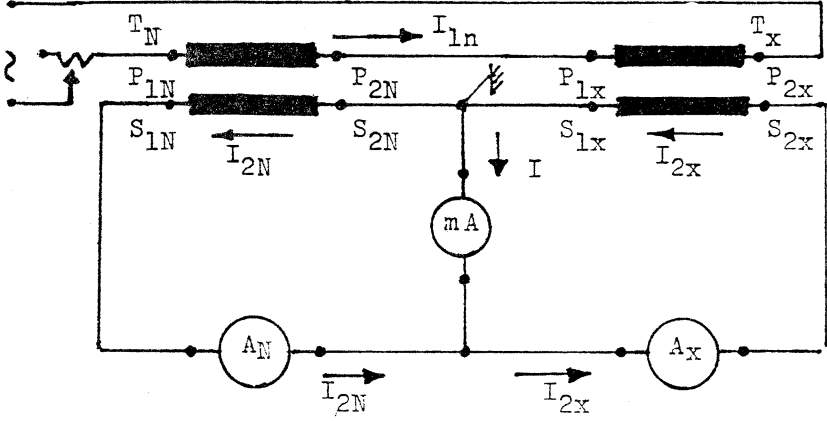 T_N I_1n T_x
P_1N P_2N P_1x P_2x
S_1N S_2N S_1x S_2x
I_2N I I_2x
mA
A_N A_x
I_2N I_2x